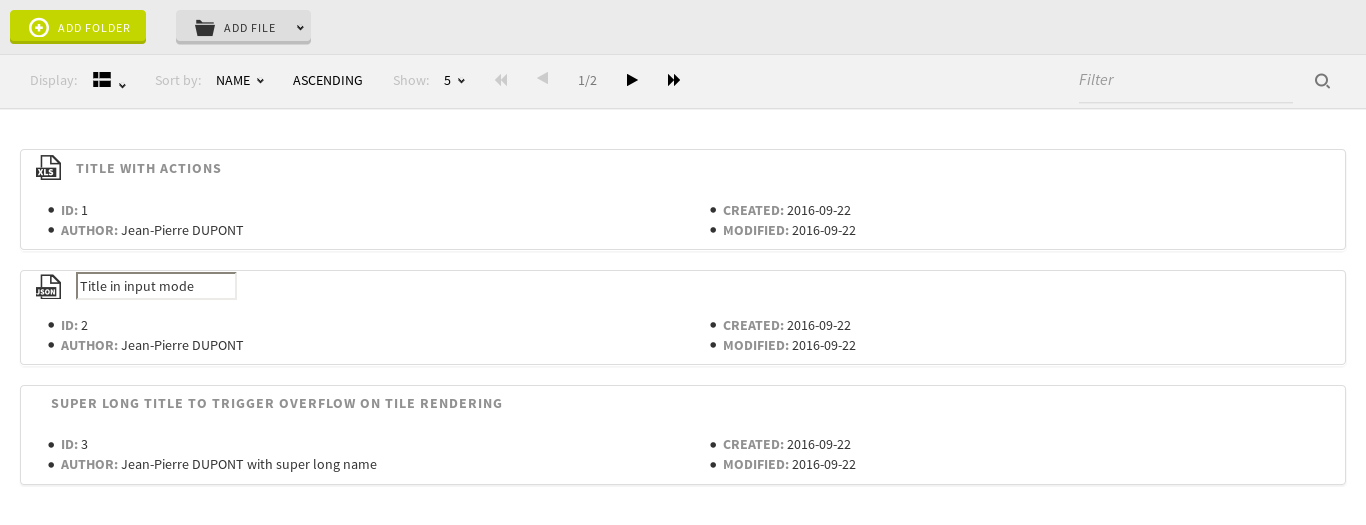 ADD FOLDER ADD FILE
Display: Sort by: NAME ASCENDING Show: 5 1/2 Filter
XLS TITLE WITH ACTIONS
ID: 1 CREATED: 2016-09-22
AUTHOR: Jean-Pierre DUPONT MODIFIED: 2016-09-22
JSON Title in input mode
ID: 2 CREATED: 2016-09-22
AUTHOR: Jean-Pierre DUPONT MODIFIED: 2016-09-22
SUPER LONG TITLE TO TRIGGER OVERFLOW ON TILE RENDERING
ID: 3 CREATED: 2016-09-22
AUTHOR: Jean-Pierre DUPONT with super long name MODIFIED: 2016-09-22